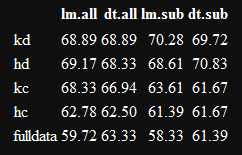 lm.all dt.all lm.sub dt.sub
kd 68.89 68.89 70.28 69.72
hd 69.17 68.33 68.61 70.83
kc 68.33 66.94 63.61 61.67
hc 62.78 62.50 61.39 61.67
fulldata 59.72 63.33 58.33 61.39